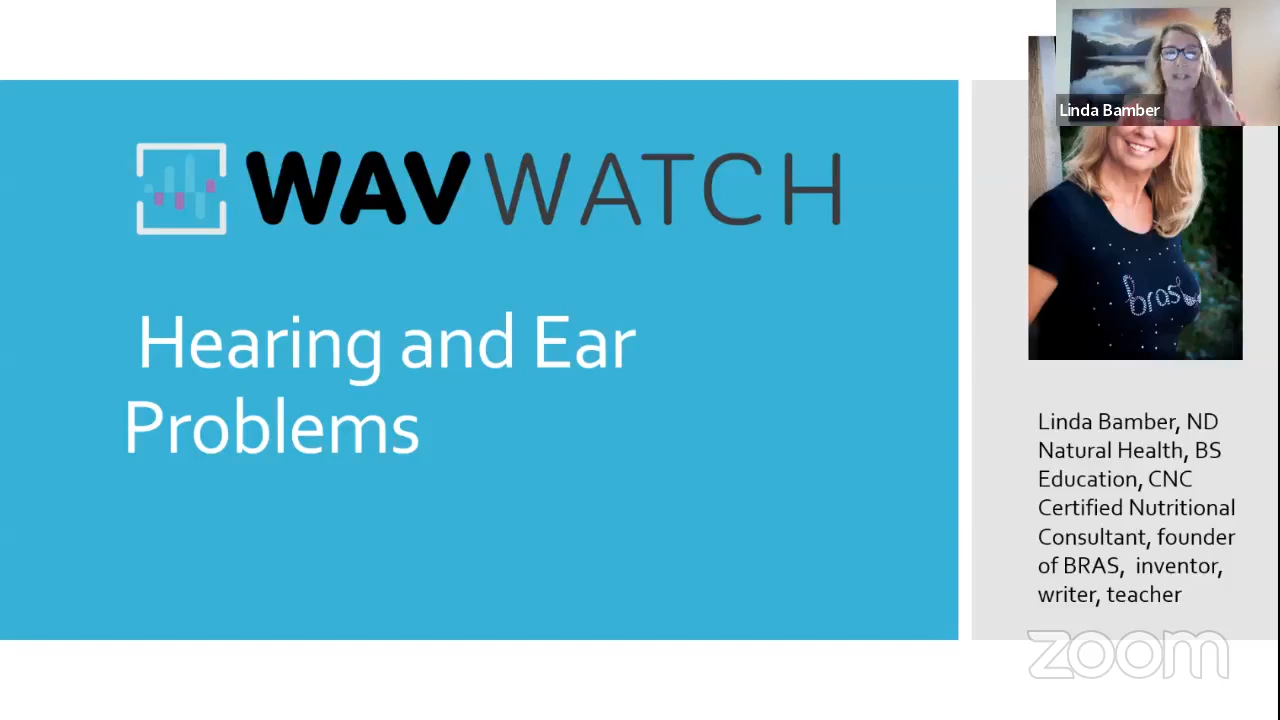 WAVWATCH
Hearing and Ear
Problems
Linda Bamber
bras
Linda Bamber, ND
Natural Health, BS
Education, CNC
Certified Nutritional
Consultant, founder
of BRAS, inventor,
writer, teacher
zoom